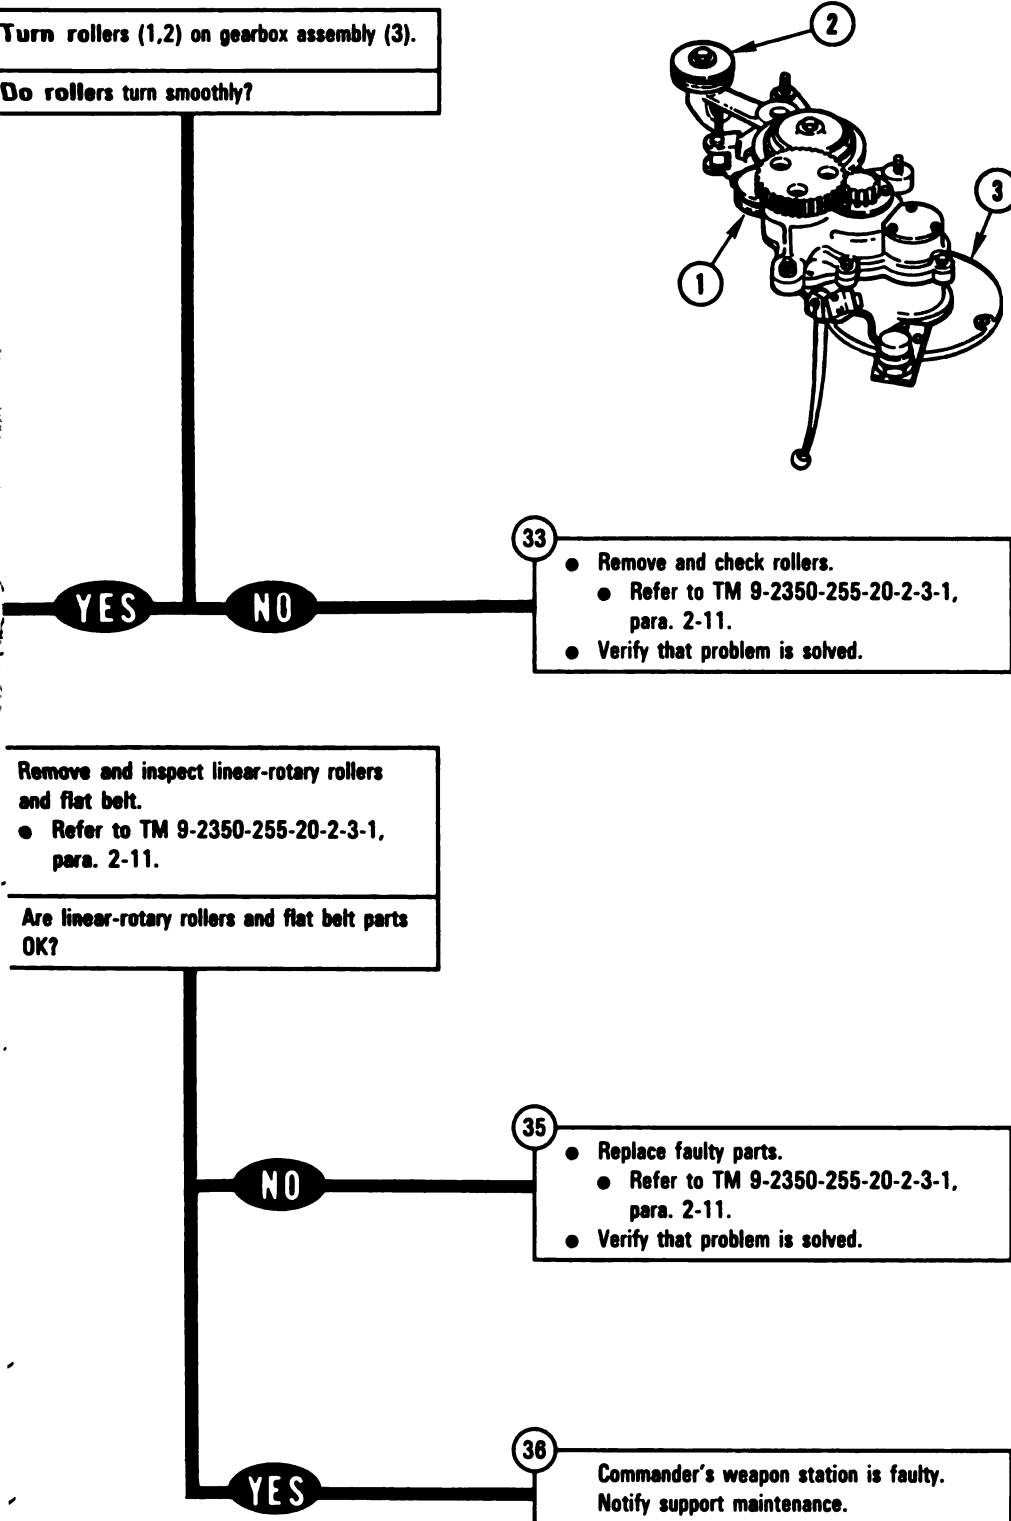 Turn rollers (1,2) on gearbox assembly (3).
Do rollers turn smoothly?
2
3
1
YES
NO
33
● Remove and check rollers.
● Refer to TM 9-2350-255-20-2-3-1,
para. 2-11.
● Verify that problem is solved.
Remove and inspect linear-rotary rollers
and flat belt.
● Refer to TM 9-2350-255-20-2-3-1,
para. 2-11.
Are linear-rotary rollers and flat belt parts
OK?
NO
35
● Replace faulty parts.
● Refer to TM 9-2350-255-20-2-3-1,
para. 2-11.
● Verify that problem is solved.
YES
36
Commander's weapon station is faulty.
Notify support maintenance.